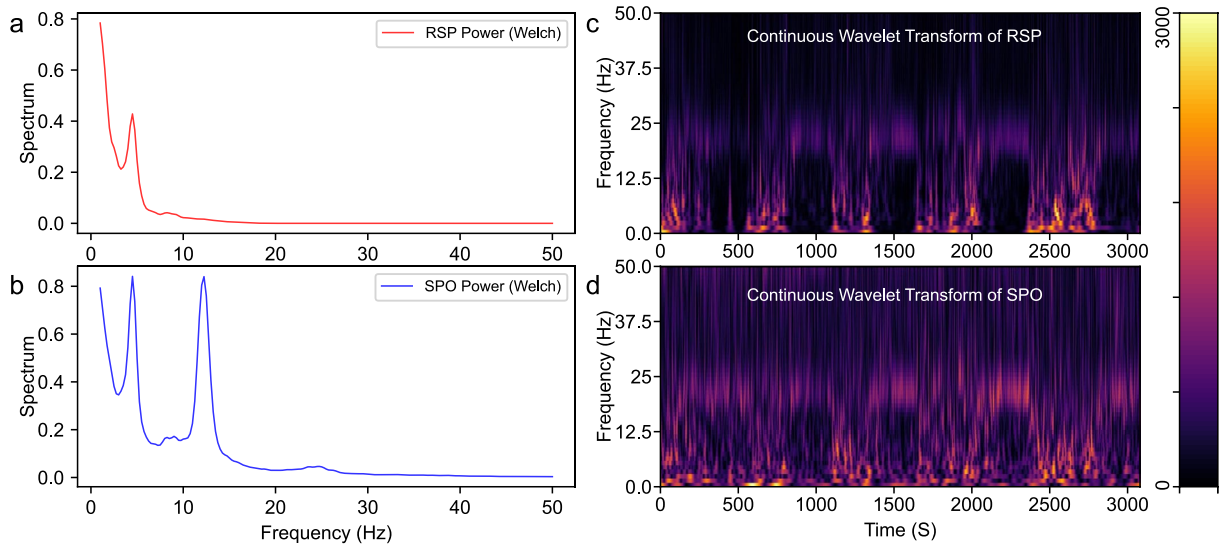 a
RSP Power (Welch)
Spectrum
0.8
0.6
0.4
0.2
0.0
0 10 20 30 40 50
b
SPO Power (Welch)
Spectrum
0.8
0.6
0.4
0.2
0.0
0 10 20 30 40 50
Frequency (Hz)
c
Continuous Wavelet Transform of RSP
Frequency (Hz)
50.0
37.5
25
12.5
0.0
0 500 1000 1500 2000 2500 3000
d
Continuous Wavelet Transform of SPO
Frequency (Hz)
50.0
37.5
25
12.5
0.0
0 500 1000 1500 2000 2500 3000
Time (S)
3000
0